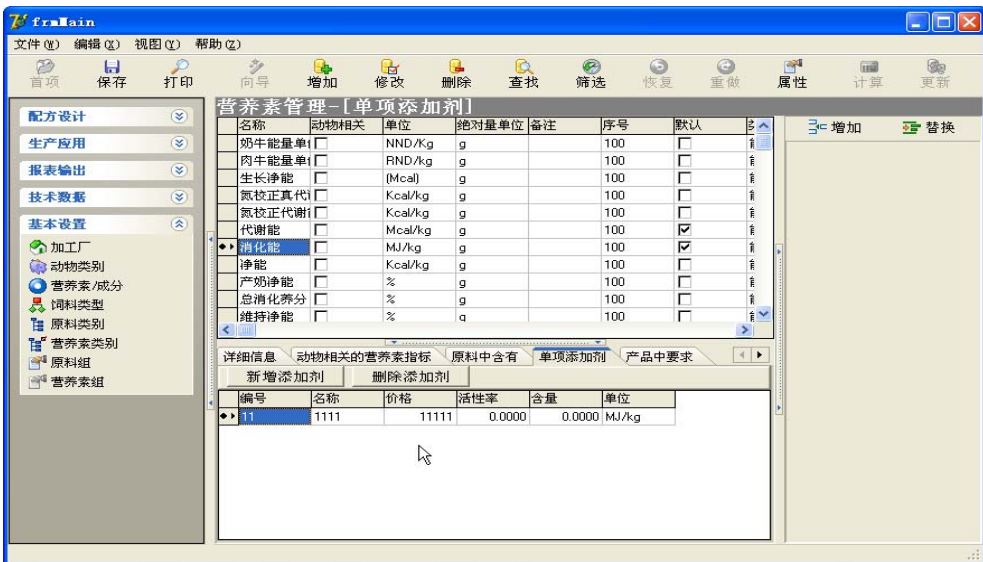 frmMain
文件(W) 编辑(X) 视图(Y) 帮助(Z)
首项 保存 打印 向导 增加 修改 删除 查找 筛选 恢复 重做 属性 计算 更新
配方设计
生产应用
报表输出
技术数据
基本设置
加工厂
动物类别
营养素/成分
饲料类型
原料类别
营养素类别
原料组
营养素组
营养素管理-[单项添加剂]
名称 动物相关 单位 绝对量单位 备注 序号 默认
奶牛能量单 NND/Kg g 100
肉牛能量单 RND/Kg g 100
生长净能 (Mcal) g 100
氮校正真代 Kcal/kg g 100
氮校正代谢 Kcal/kg g 100
代谢能 Mcal/kg g 100
消化能 MJ/kg g 100
净能 Kcal/kg g 100
产奶净能 % g 100
总消化养分 % g 100
维持净能 % g 100
详细信息 动物相关的营养素指标 原料中含有 单项添加剂 产品中要求
新增添加剂 删除添加剂
编号 名称 价格 活性率 含量 单位
11 1111 11111 0.0000 0.0000 MJ/kg
增加 替换